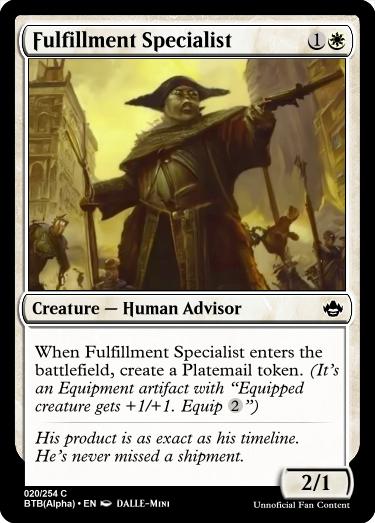 Fulfillment Specialist 1
Creature — Human Advisor
When Fulfillment Specialist enters the
battlefield, create a Platemail token. (It's
an Equipment artifact with “Equipped
creature gets +1/+1. Equip 2”)
His product is as exact as his timeline.
He's never missed a shipment.
2/1
020/254 C
BTB(Alpha) • EN DALL-E-Mini
Unnoficial Fan Content